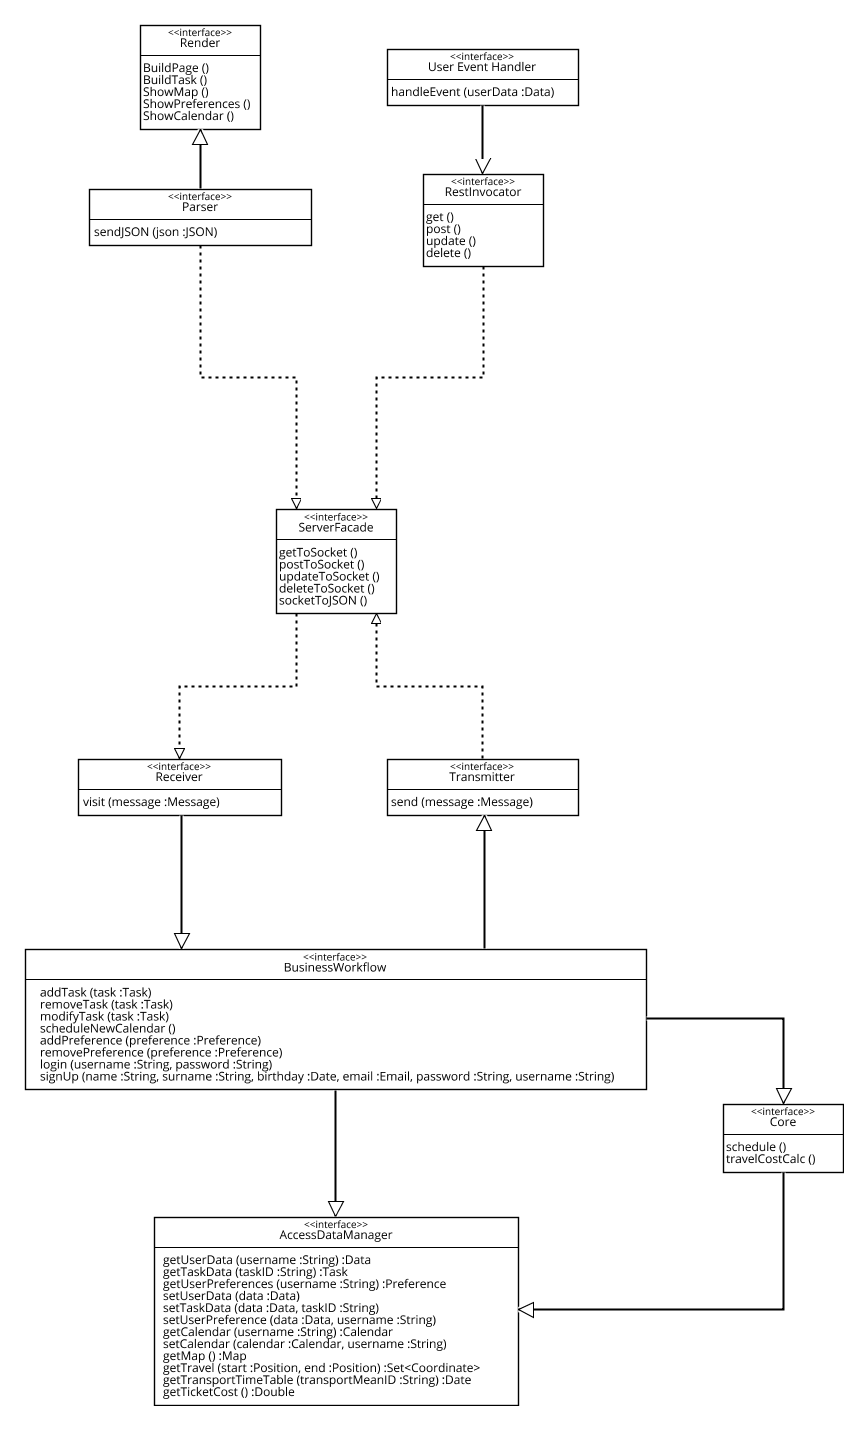 <<interface>>
Render
BuildPage ()
BuildTask ()
ShowMap ()
ShowPreferences ()
ShowCalendar ()
<<interface>>
User Event Handler
handleEvent (userData :Data)
<<interface>>
Parser
sendJSON (json :JSON)
<<interface>>
RestInvocator
get ()
post ()
update ()
delete ()
<<interface>>
ServerFacade
getToSocket ()
postToSocket ()
updateToSocket ()
deleteToSocket ()
socketToJSON ()
<<interface>>
Receiver
visit (message :Message)
<<interface>>
Transmitter
send (message :Message)
<<interface>>
BusinessWorkflow
addTask (task :Task)
removeTask (task :Task)
modifyTask (task :Task)
scheduleNewCalendar ()
addPreference (preference :Preference)
removePreference (preference :Preference)
login (username :String, password :String)
signUp (name :String, surname :String, birthday :Date, email :Email, password :String, username :String)
<<interface>>
Core
schedule ()
travelCostCalc ()
<<interface>>
AccessDataManager
getUserData (username :String) :Data
getTaskData (taskID :String) :Task
getUserPreferences (username :String) :Preference
setUserData (data :Data)
setTaskData (data :Data, taskID :String)
setUserPreference (data :Data, username :String)
getCalendar (username :String) :Calendar
setCalendar (calendar :Calendar, username :String)
getMap () :Map
getTravel (start :Position, end :Position) :Set<Coordinate>
getTransportTimeTable (transportMeanID :String) :Date
getTicketCost () :Double